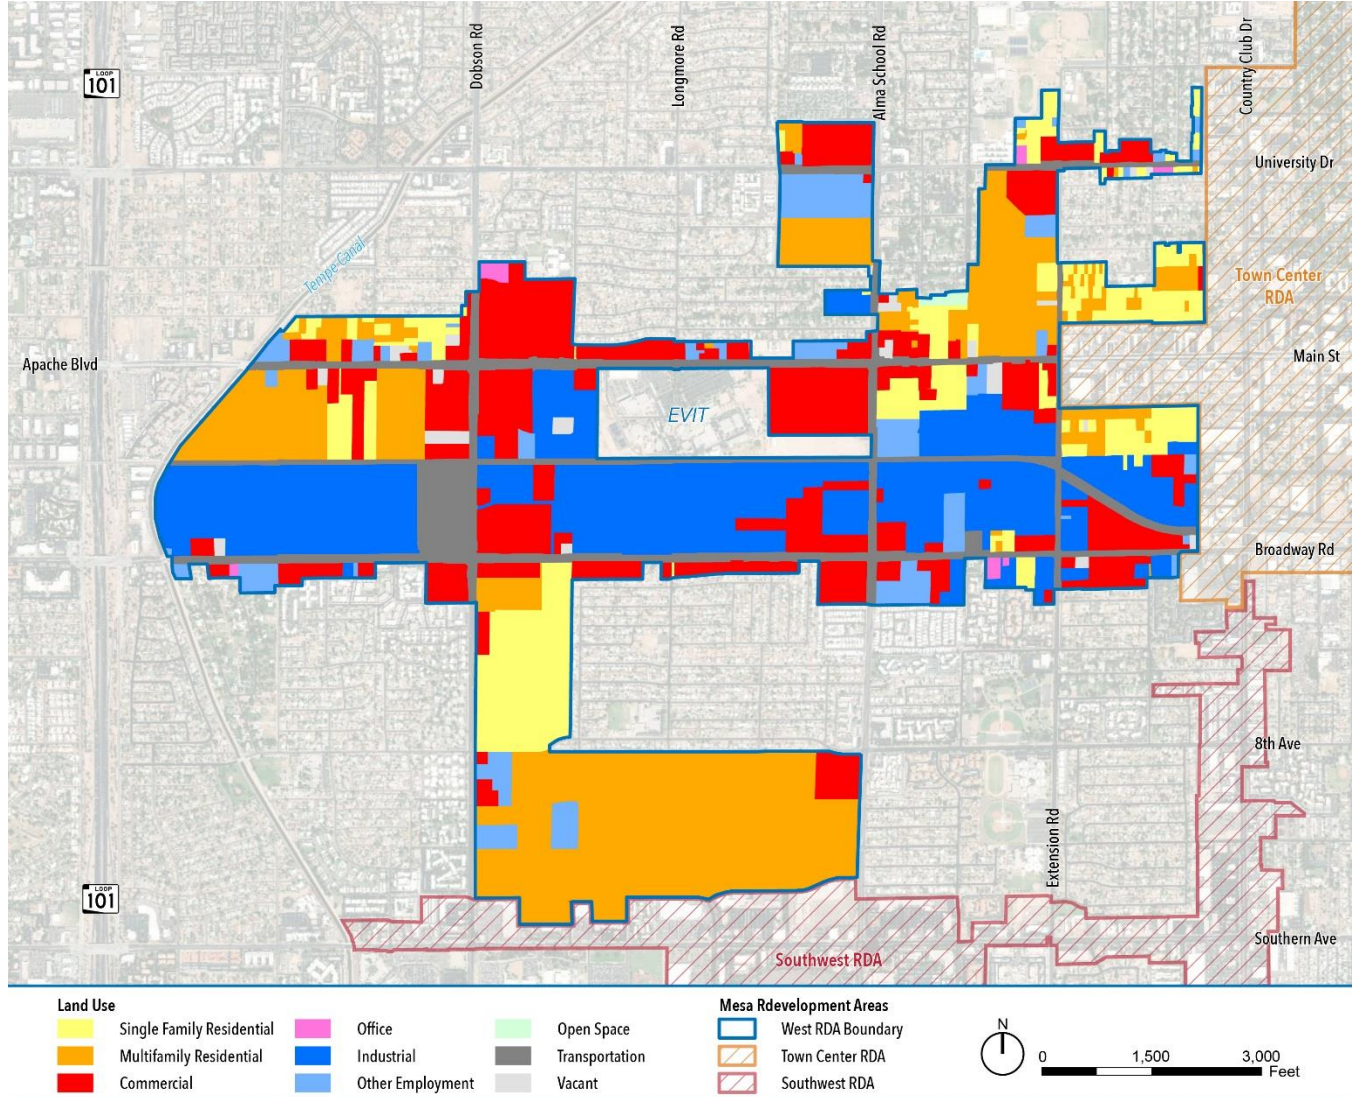 Dobson Rd
Longmore Rd
Alma School Rd
Country Club Dr
LOOP
101
University Dr
Tempe Canal
Town Center
RDA
Apache Blvd
Main St
EVIT
Broadway Rd
8th Ave
Extension Rd
LOOP
101
Southern Ave
Southwest RDA
Land Use
Single Family Residential
Multifamily Residential
Commercial
Office
Industrial
Other Employment
Open Space
Transportation
Vacant
Mesa Rdevelopment Areas
West RDA Boundary
Town Center RDA
Southwest RDA
N
0 1,500 3,000
Feet